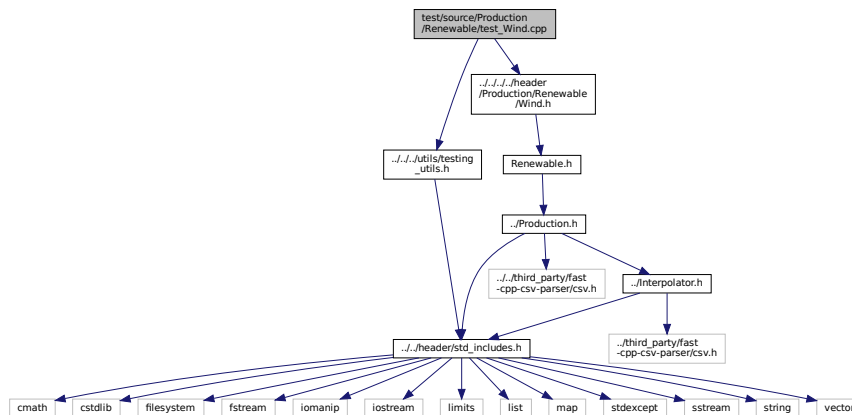 test/source/Production
/Renewable/test_Wind.cpp
../../../../header
/Production/Renewable
/Wind.h
../../../utils/testing
_utils.h
Renewable.h
../Production.h
../../third_party/fast
-cpp-csv-parser/csv.h
../Interpolator.h
../third_party/fast
-cpp-csv-parser/csv.h
../../header/std_includes.h
cmath
cstdlib
filesystem
fstream
iomanip
iostream
limits
list
map
stdexcept
sstream
string
vector